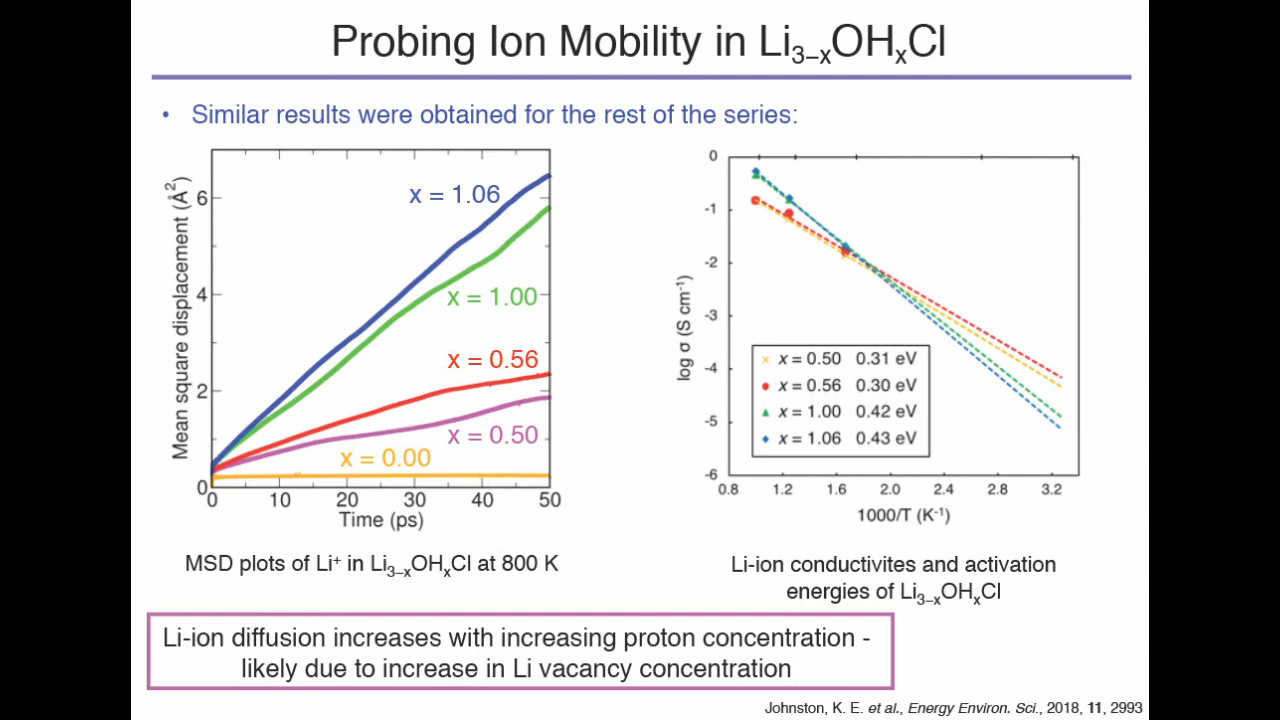 Probing Ion Mobility in Li₃₋ₓOHₓCl
• Similar results were obtained for the rest of the series:
Mean square displacement (Å²)
6
4
2
0
x = 1.06
x = 1.00
x = 0.56
x = 0.50
x = 0.00
0 10 20 30 40 50
Time (ps)
MSD plots of Li⁺ in Li₃₋ₓOHₓCl at 800 K
log σ (S cm⁻¹)
0
-1
-2
-3
-4
-5
-6
x = 0.50 0.31 eV
x = 0.56 0.30 eV
x = 1.00 0.42 eV
x = 1.06 0.43 eV
0.8 1.2 1.6 2.0 2.4 2.8 3.2
1000/T (K⁻¹)
Li-ion conductivites and activation
energies of Li₃₋ₓOHₓCl
Li-ion diffusion increases with increasing proton concentration -
likely due to increase in Li vacancy concentration
Johnston, K. E. et al., Energy Environ. Sci., 2018, 11, 2993